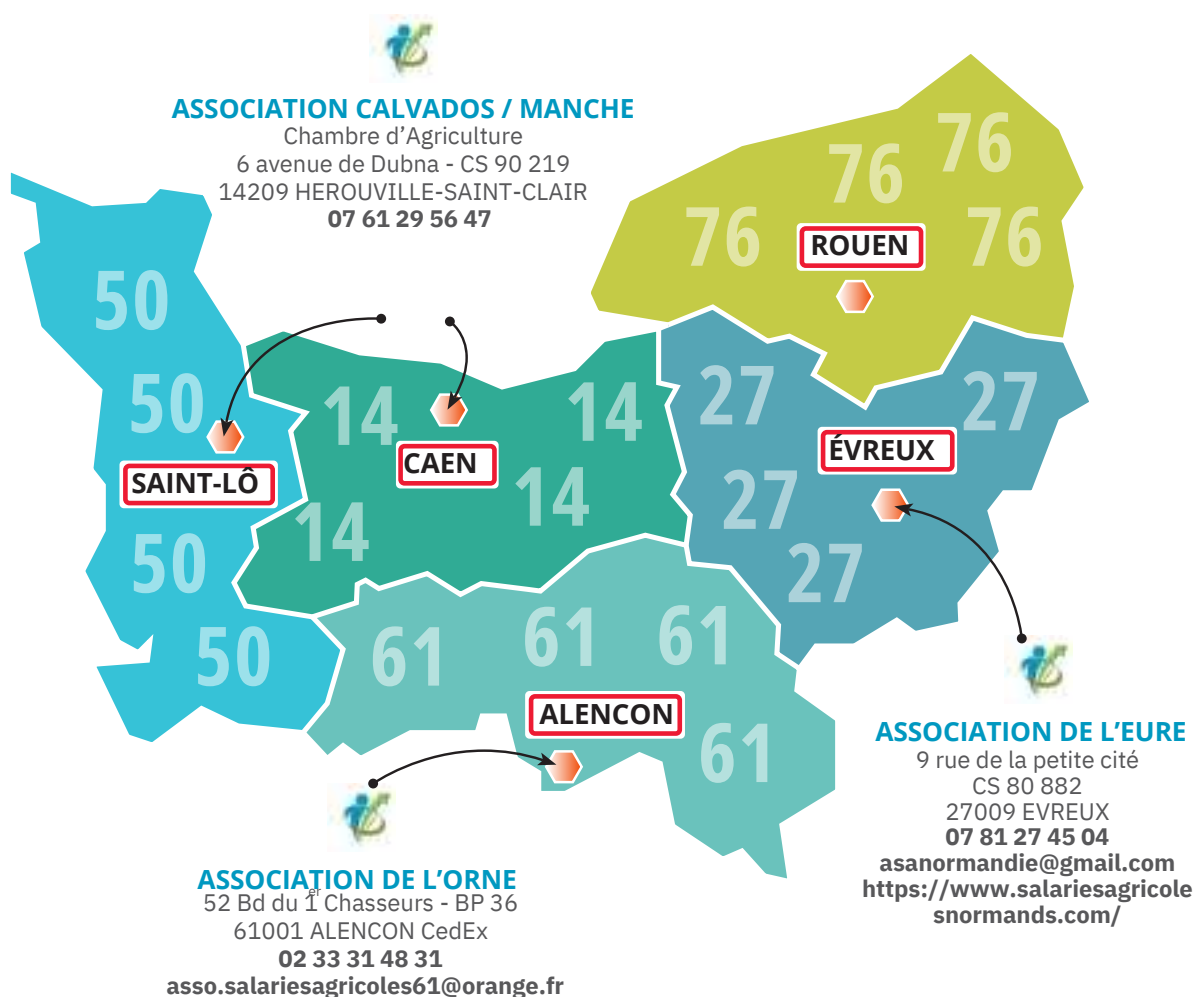 ASSOCIATION CALVADOS / MANCHE
Chambre d'Agriculture
6 avenue de Dubna - CS 90 219
14209 HEROUVILLE-SAINT-CLAIR
07 61 29 56 47
76
76
76
76
ROUEN
50
50
SAINT-LÔ
50
50
14
14
CAEN
14
14
27
27
ÉVREUX
27
27
61
61
61
ALENCON
61
ASSOCIATION DE L'EURE
9 rue de la petite cité
CS 80 882
27009 EVREUX
07 81 27 45 04
asanormandie@gmail.com
https://www.salariesagricole
snormands.com/
ASSOCIATION DE L'ORNE
52 Bd du 1er Chasseurs - BP 36
61001 ALENCON CedEx
02 33 31 48 31
asso.salariesagricoles61@orange.fr